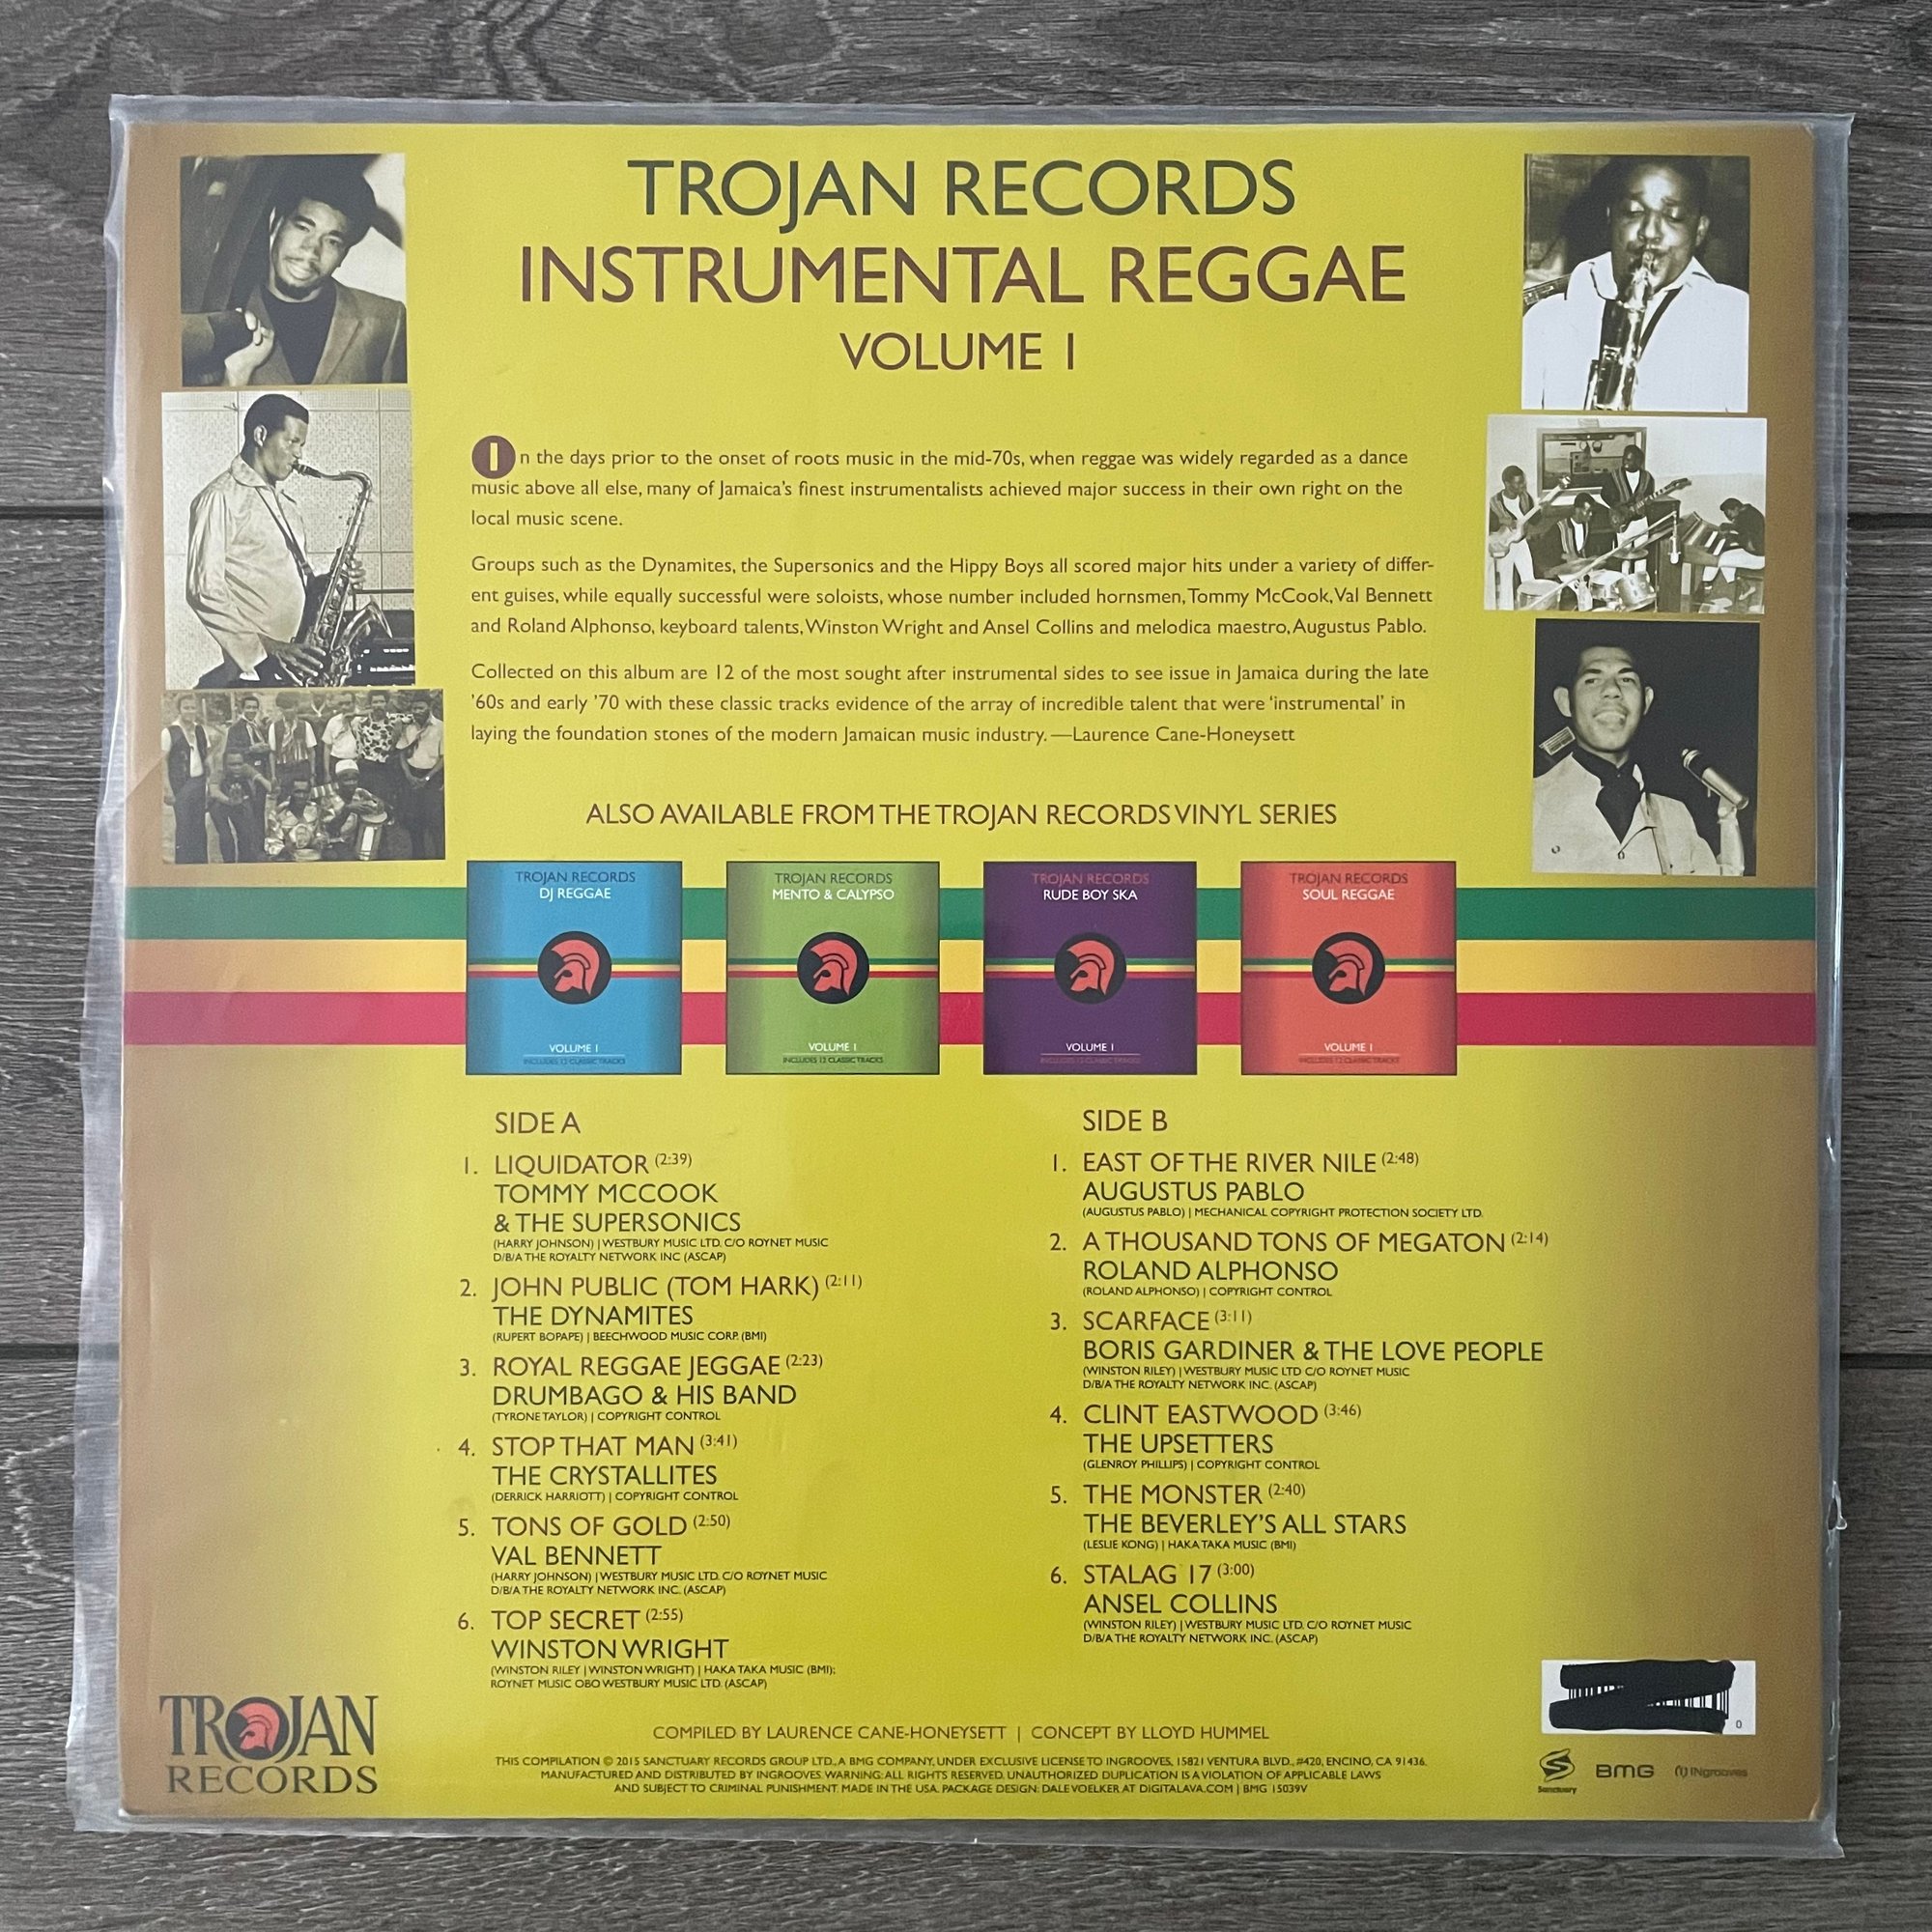 TROJAN RECORDS
INSTRUMENTAL REGGAE
VOLUME 1
In the days prior to the onset of roots music in the mid-70s, when reggae was widely regarded as a dance
music above all else, many of Jamaica's finest instrumentalists achieved major success in their own right on the
local music scene.
Groups such as the Dynamites, the Supersonics and the Hippy Boys all scored major hits under a variety of differ-
ent guises, while equally successful were soloists, whose number included hornsmen, Tommy McCook, Val Bennett
and Roland Alphonso, keyboard talents, Winston Wright and Ansel Collins and melodica maestro, Augustus Pablo.
Collected on this album are 12 of the most sought after instrumental sides to see issue in Jamaica during the late
'60s and early '70 with these classic tracks evidence of the array of incredible talent that were 'instrumental' in
laying the foundation stones of the modern Jamaican music industry. —Laurence Cane-Honeysett
ALSO AVAILABLE FROM THE TROJAN RECORDS VINYL SERIES
TROJAN RECORDS
DJ REGGAE
VOLUME 1
INCLUDES 12 CLASSIC TRACKS
TROJAN RECORDS
MENTO & CALYPSO
VOLUME 1
INCLUDES 12 CLASSIC TRACKS
TROJAN RECORDS
RUDE BOY SKA
VOLUME 1
INCLUDES 12 CLASSIC TRACKS
TROJAN RECORDS
SOUL REGGAE
VOLUME 1
INCLUDES 12 CLASSIC TRACKS
SIDE A
1. LIQUIDATOR (2:39)
TOMMY MCCOOK
& THE SUPERSONICS
(HARRY JOHNSON) | WESTBURY MUSIC LTD. C/O ROYNET MUSIC
D/B/A THE ROYALTY NETWORK INC (ASCAP)
2. JOHN PUBLIC (TOM HARK) (2:11)
THE DYNAMITES
(RUPERT BOPAPE) | BEECHWOOD MUSIC CORP. (BMI)
3. ROYAL REGGAE JEGGAE (2:23)
DRUMBAGO & HIS BAND
(TYRONE TAYLOR) | COPYRIGHT CONTROL
4. STOP THAT MAN (3:41)
THE CRYSTALLITES
(DERRICK HARRIOTT) | COPYRIGHT CONTROL
5. TONS OF GOLD (2:50)
VAL BENNETT
(HARRY JOHNSON) | WESTBURY MUSIC LTD. C/O ROYNET MUSIC
D/B/A THE ROYALTY NETWORK INC. (ASCAP)
6. TOP SECRET (2:55)
WINSTON WRIGHT
(WINSTON RILEY | WINSTON WRIGHT) | HAKA TAKA MUSIC (BMI);
ROYNET MUSIC OBO WESTBURY MUSIC LTD. (ASCAP)
SIDE B
1. EAST OF THE RIVER NILE (2:48)
AUGUSTUS PABLO
(AUGUSTUS PABLO) | MECHANICAL COPYRIGHT PROTECTION SOCIETY LTD.
2. A THOUSAND TONS OF MEGATON (2:14)
ROLAND ALPHONSO
(ROLAND ALPHONSO) | COPYRIGHT CONTROL
3. SCARFACE (3:11)
BORIS GARDINER & THE LOVE PEOPLE
(WINSTON RILEY) | WESTBURY MUSIC LTD C/O ROYNET MUSIC
D/B/A THE ROYALTY NETWORK INC. (ASCAP)
4. CLINT EASTWOOD (3:46)
THE UPSETTERS
(GLENROY PHILLIPS) | COPYRIGHT CONTROL
5. THE MONSTER (2:40)
THE BEVERLEY'S ALL STARS
(LESLIE KONG) | HAKA TAKA MUSIC (BMI)
6. STALAG 17 (3:00)
ANSEL COLLINS
(WINSTON RILEY) | WESTBURY MUSIC LTD. C/O ROYNET MUSIC
D/B/A THE ROYALTY NETWORK INC. (ASCAP)
TROJAN
RECORDS
COMPILED BY LAURENCE CANE-HONEYSETT | CONCEPT BY LLOYD HUMMEL
THIS COMPILATION © 2015 SANCTUARY RECORDS GROUP LTD., A BMG COMPANY, UNDER EXCLUSIVE LICENSE TO INGROOVES, 15821 VENTURA BLVD., #420, ENCINO, CA 91436.
MANUFACTURED AND DISTRIBUTED BY INGROOVES. WARNING: ALL RIGHTS RESERVED. UNAUTHORIZED DUPLICATION IS A VIOLATION OF APPLICABLE LAWS
AND SUBJECT TO CRIMINAL PUNISHMENT. MADE IN THE USA. PACKAGE DESIGN: DALE VOELKER AT DIGITALAVA.COM | BMG 15039V
0
Sanctuary
BMG
INgrooves